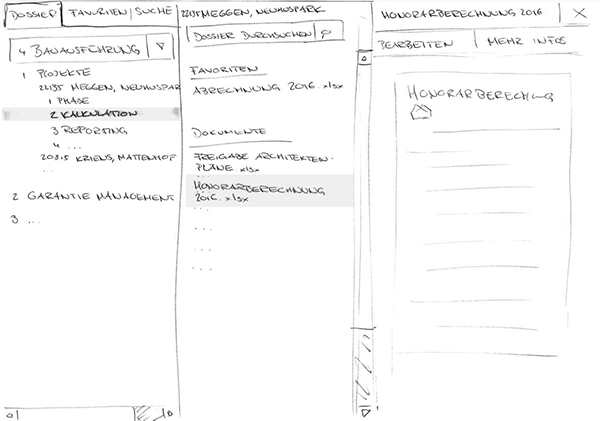 DOSSIER
FAVORITEN
SUCHE
4 BAUAUSFÜHRUNG
1 PROJEKTE
22135 MEGGEN, NEUHUSPAR
1 PHASE
2 KALKULATION
3 REPORTING
4 ...
20815 KRIENS, MATTENHOF
...
2 GARANTIE MANAGEMENT
3 ...
22135 MEGGEN, NEUHUSPARK
DOSSIER DURCHSUCHEN
FAVORITEN
ABRECHNUNG 2016.xlsx
DOKUMENTE
FREIGABE ARCHITEKTEN-
PLÄNE.xlsx
HONORARBERECHNUNG
2016.xlsx
...
...
...
...
HONORARBERECHNUNG 2016
BEARBEITEN
MEHR INFOS
HONORARBERECHNG